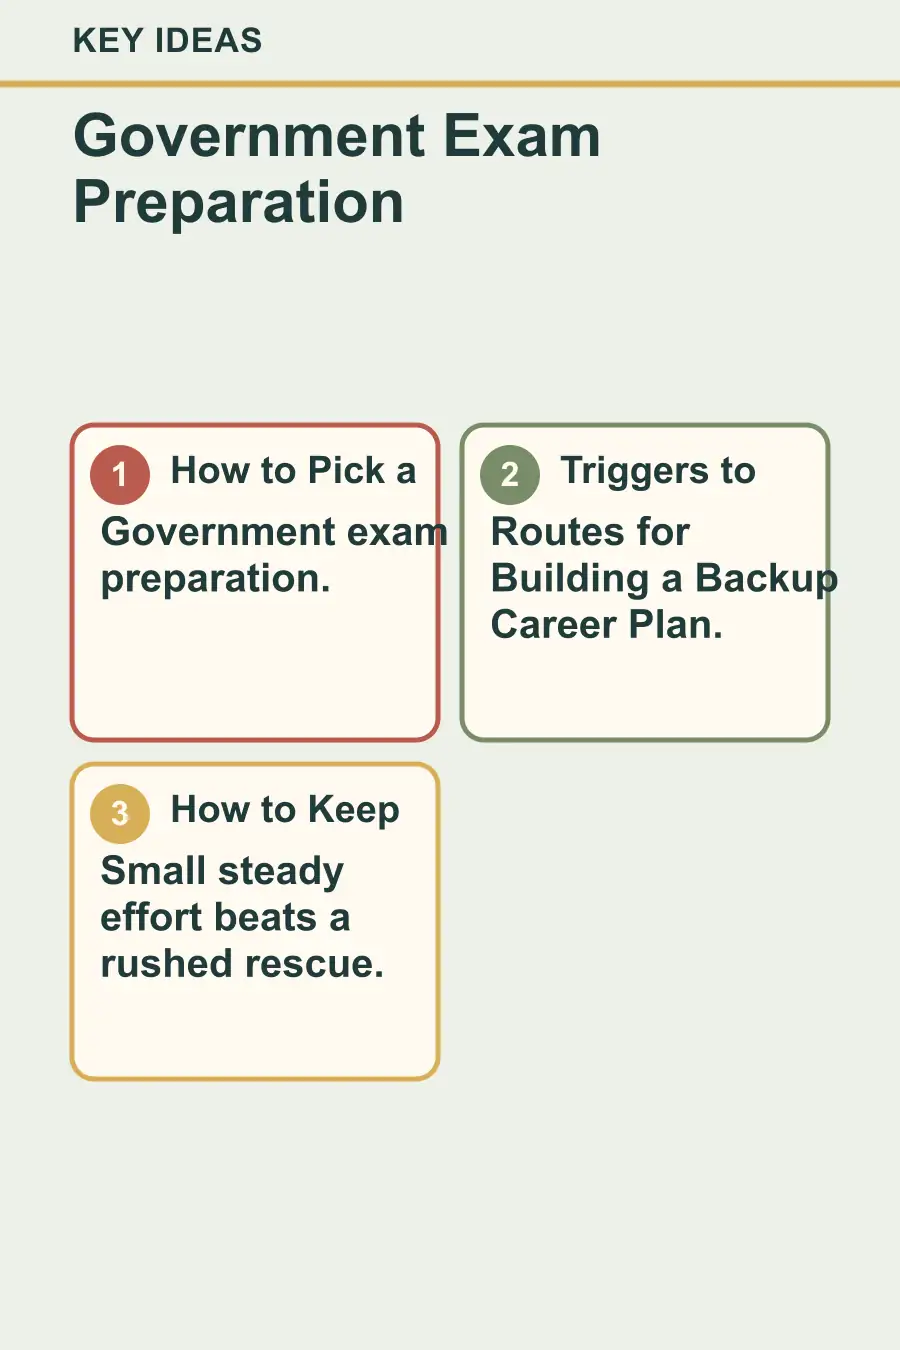 KEY IDEAS
Government Exam
Preparation
1 How to Pick a
Government exam
preparation.
2 Triggers to
Routes for
Building a Backup
Career Plan.
3 How to Keep
Small steady
effort beats a
rushed rescue.